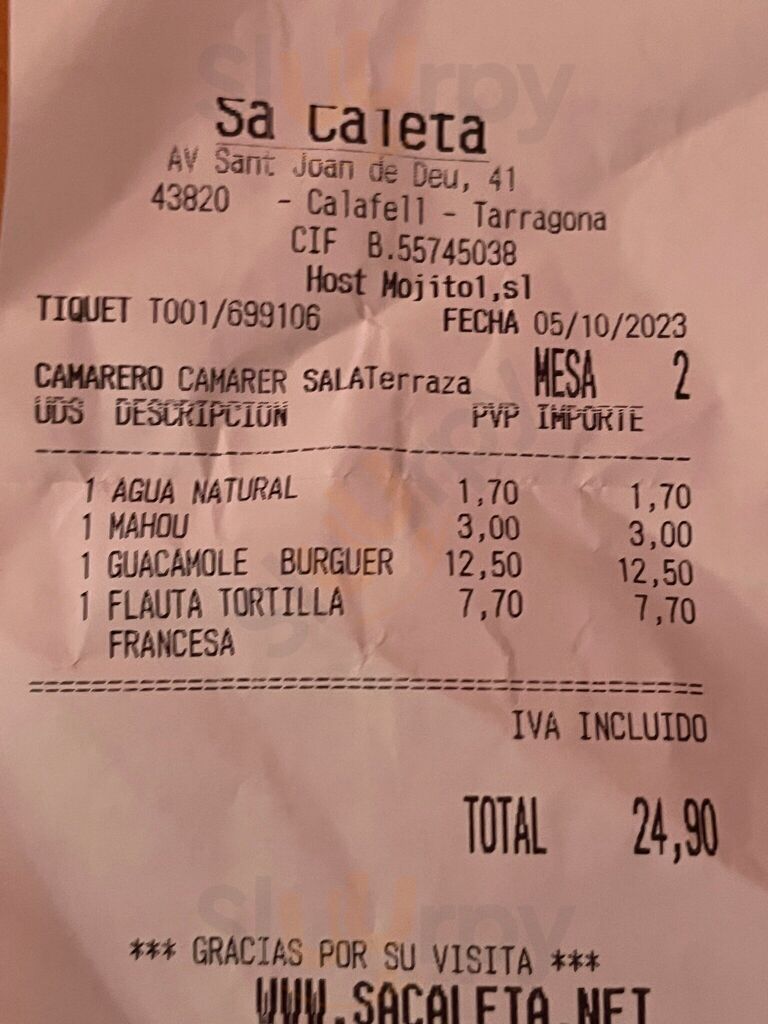 Sa Caleta
AV Sant Joan de Deu, 41
43820 - Calafell - Tarragona
CIF B.55745038
Host Mojito1,sl
TIQUET T001/699106 FECHA 05/10/2023
CAMARERO CAMARER SALATerraza MESA 2
UDS DESCRIPCION PVP IMPORTE
1 AGUA NATURAL 1,70 1,70
1 MAHOU 3,00 3,00
1 GUACAMOLE BURGUER 12,50 12,50
1 FLAUTA TORTILLA 7,70 7,70
FRANCESA
IVA INCLUIDO
TOTAL 24,90
*** GRACIAS POR SU VISITA ***
WWW.SACALETA.NET
Sluurpy
Sluurpy
Sluurpy